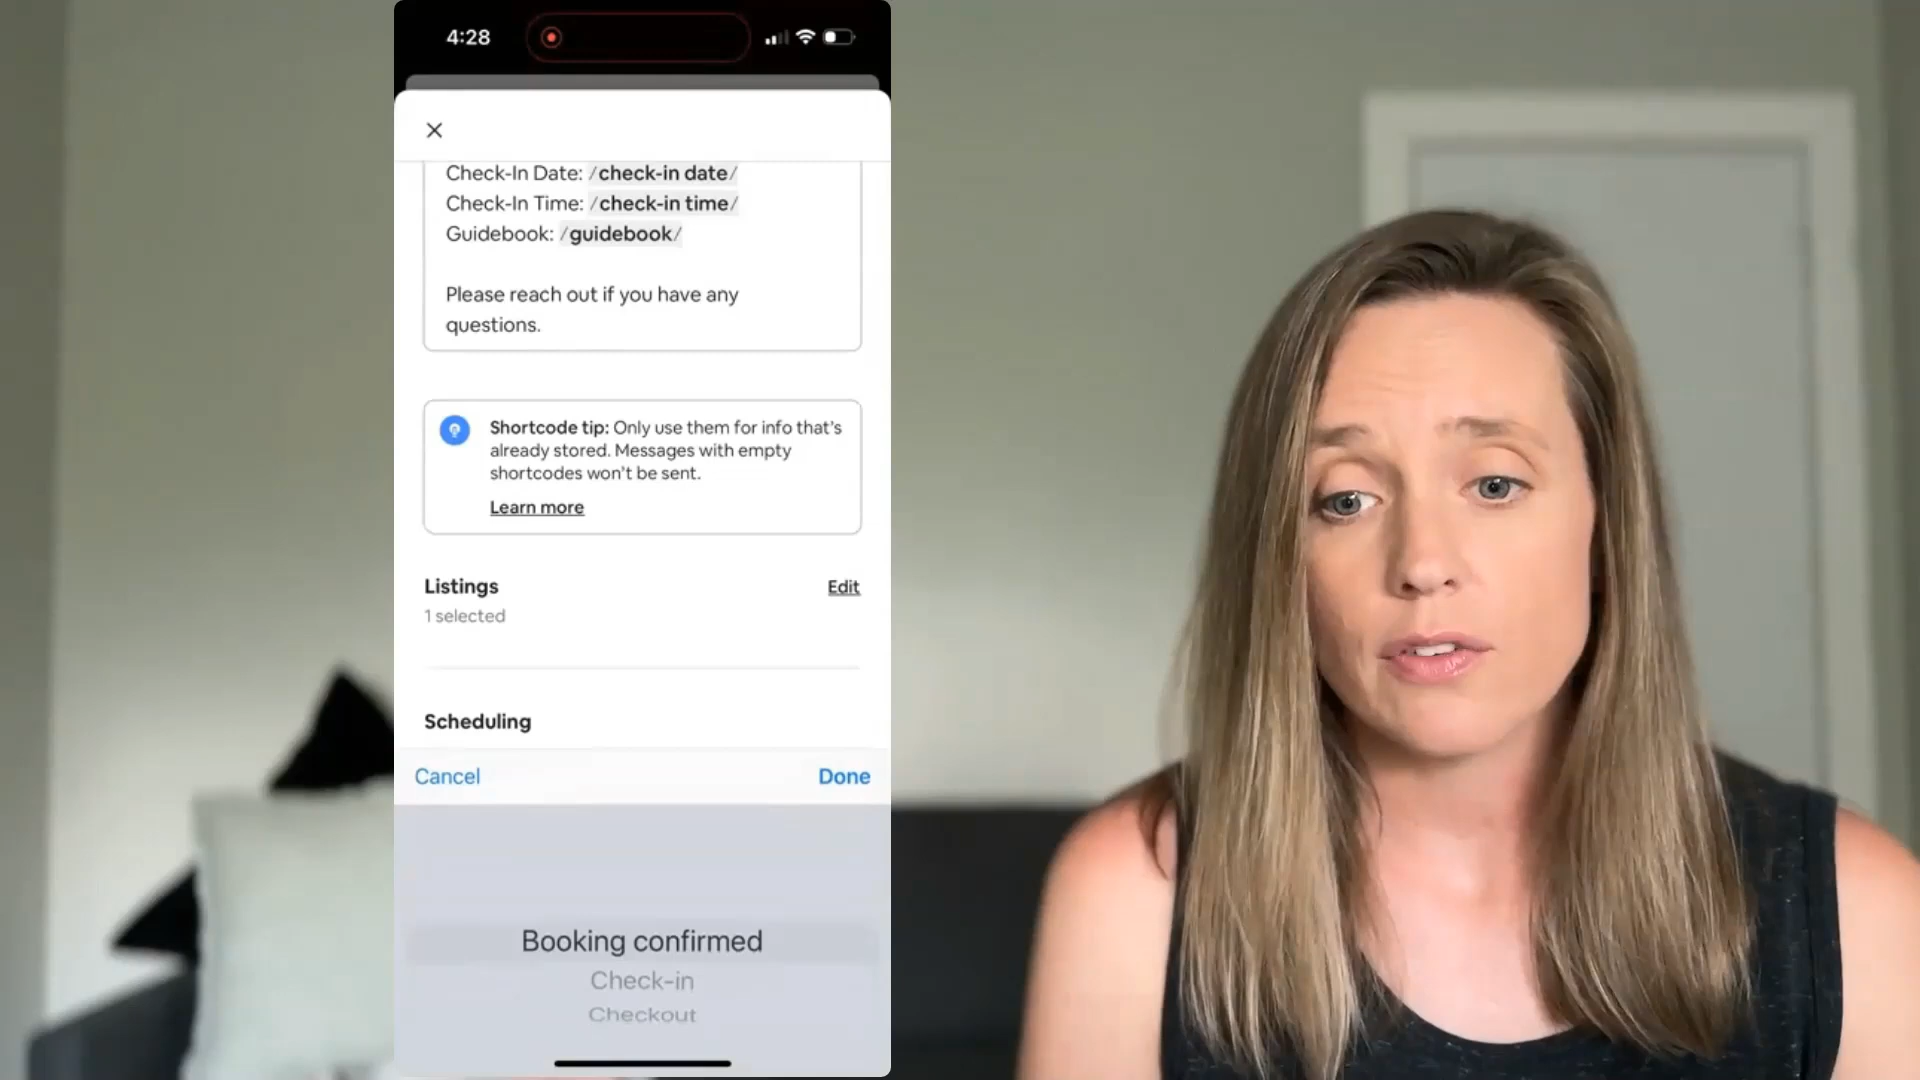 4:28
Check-In Date: /check-in date/
Check-In Time: /check-in time/
Guidebook: /guidebook/
Please reach out if you have any
questions.
Shortcode tip: Only use them for info that's
already stored. Messages with empty
shortcodes won't be sent.
Learn more
Listings
Edit
1 selected
Scheduling
Cancel
Done
Booking confirmed
Check-in
Checkout